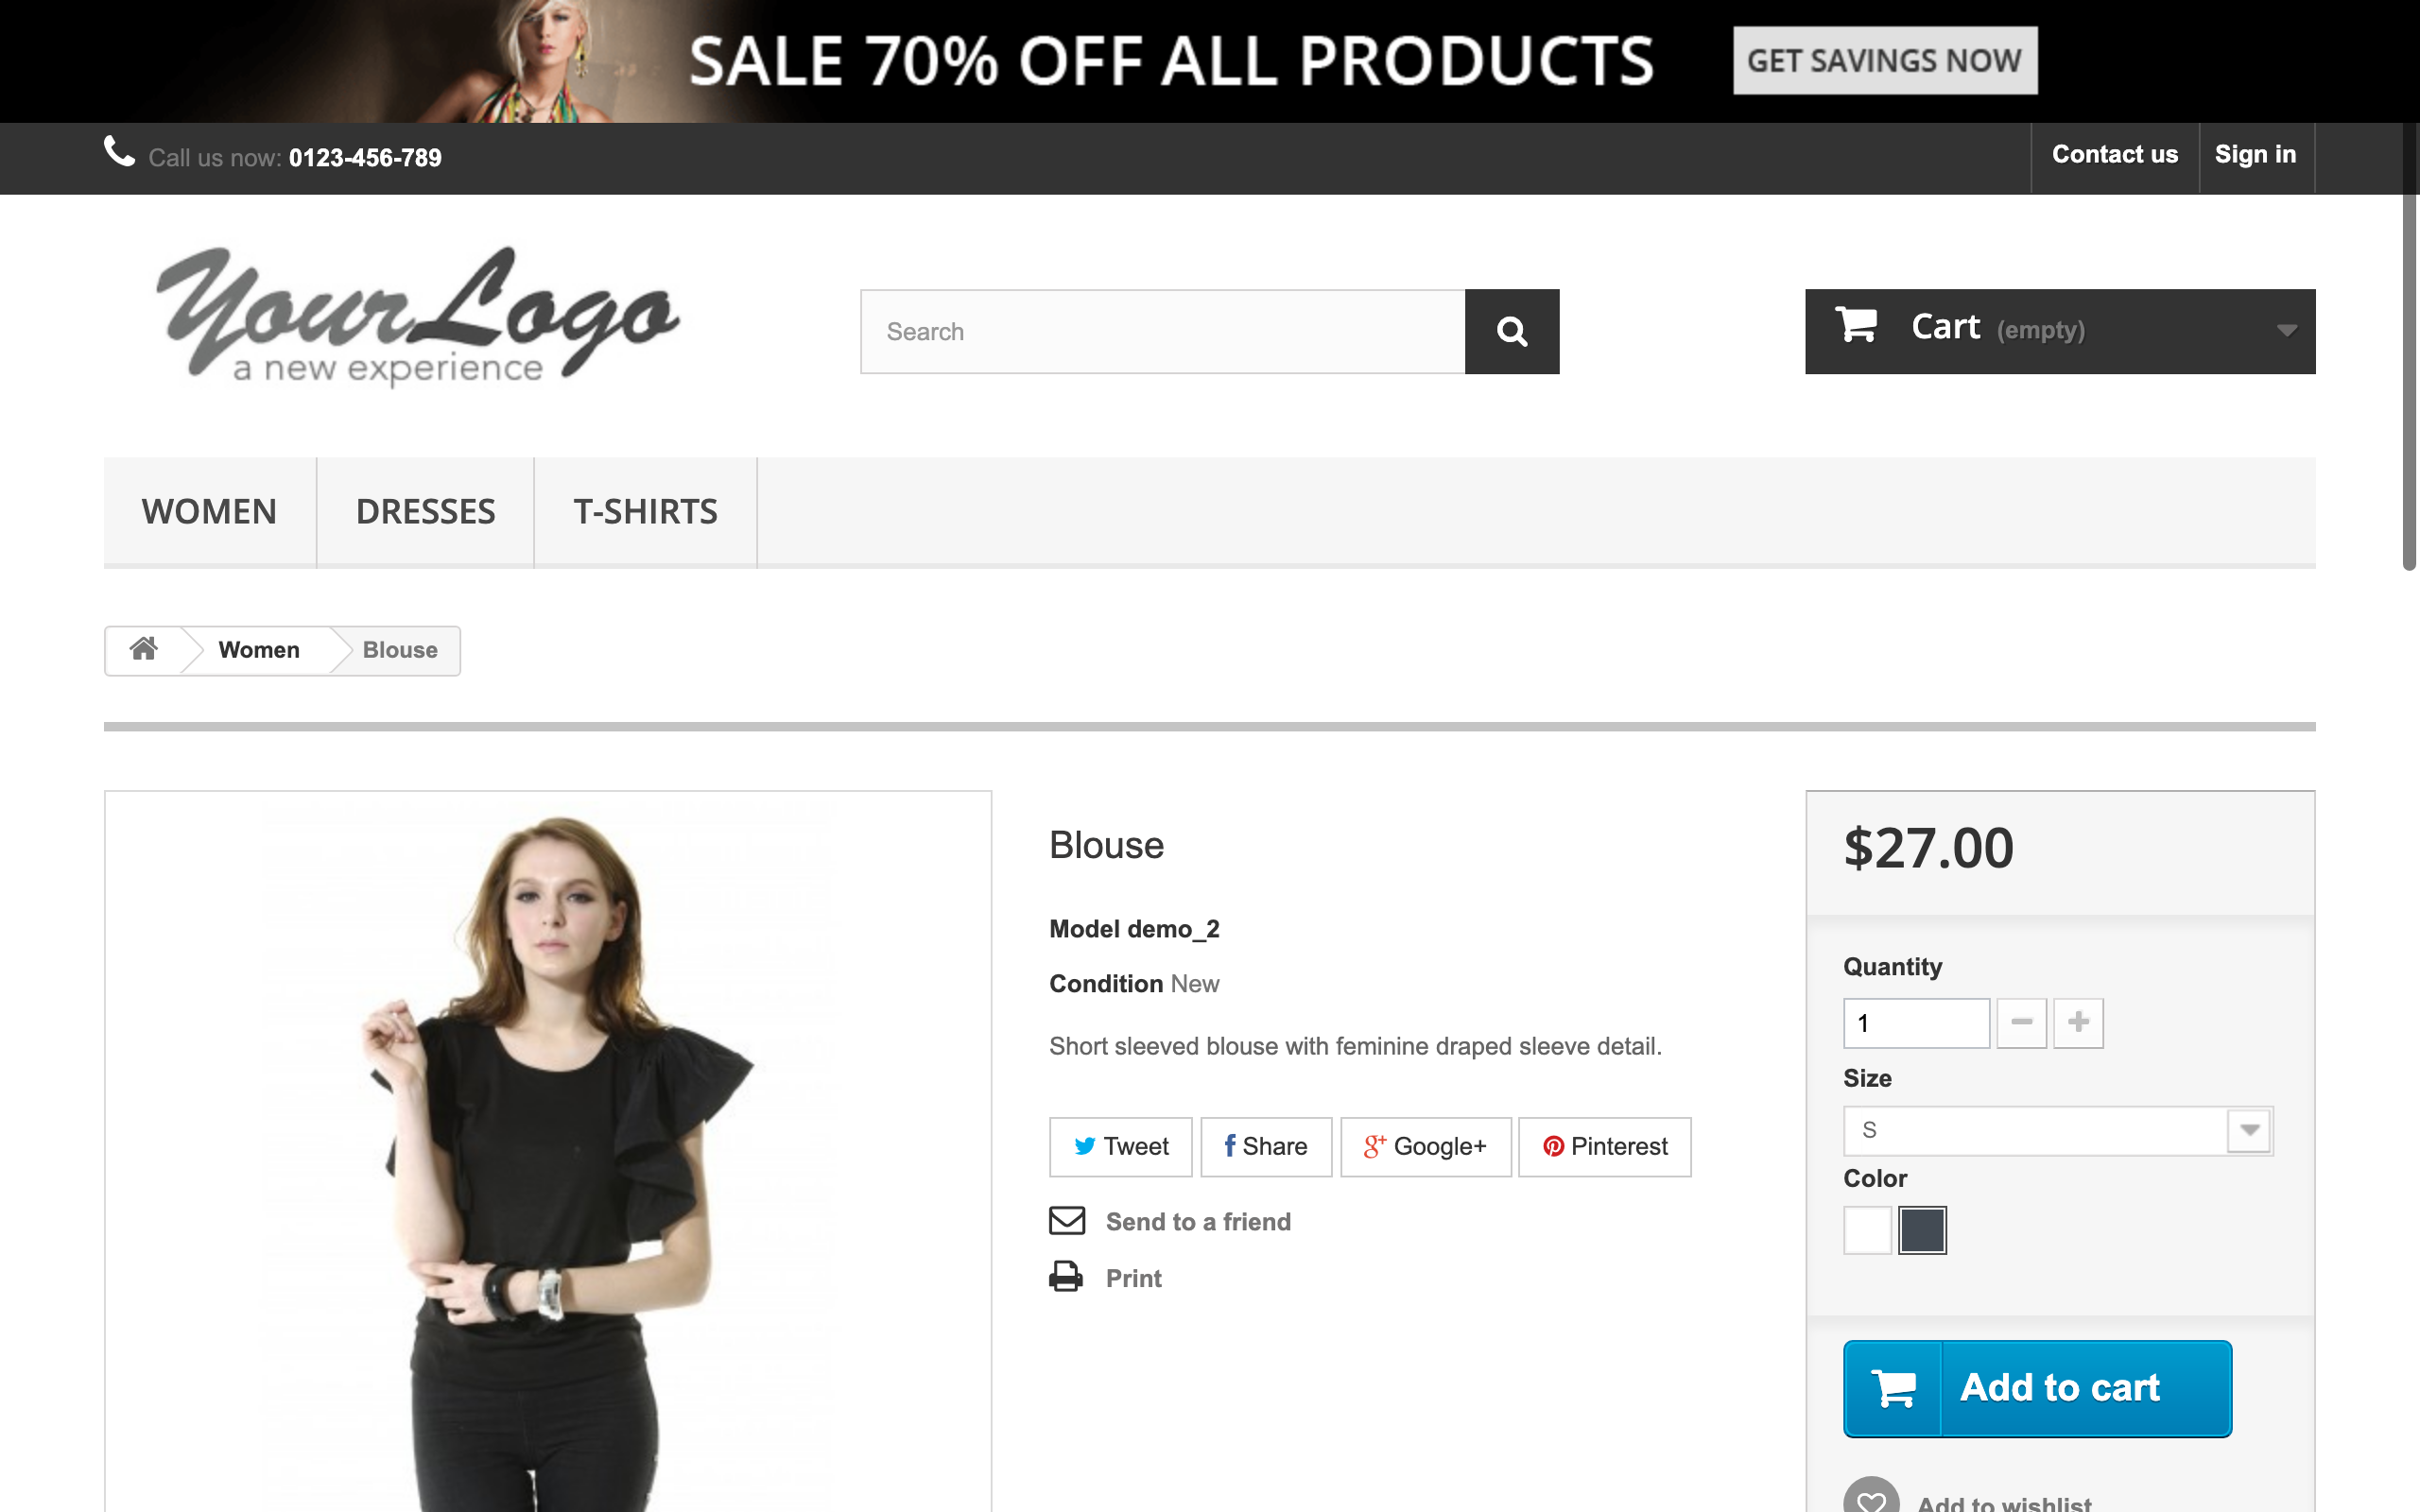 SALE 70% OFF ALL PRODUCTS GET SAVINGS NOW
Call us now: 0123-456-789 Contact us Sign in
Your Logo
a new experience
Search
Cart (empty)
WOMEN DRESSES T-SHIRTS
Women Blouse
Blouse
Model demo_2
Condition New
Short sleeved blouse with feminine draped sleeve detail.
Tweet Share Google+ Pinterest
Send to a friend
Print
$27.00
Quantity
1
Size
S
Color
Add to cart
Add to wishlist